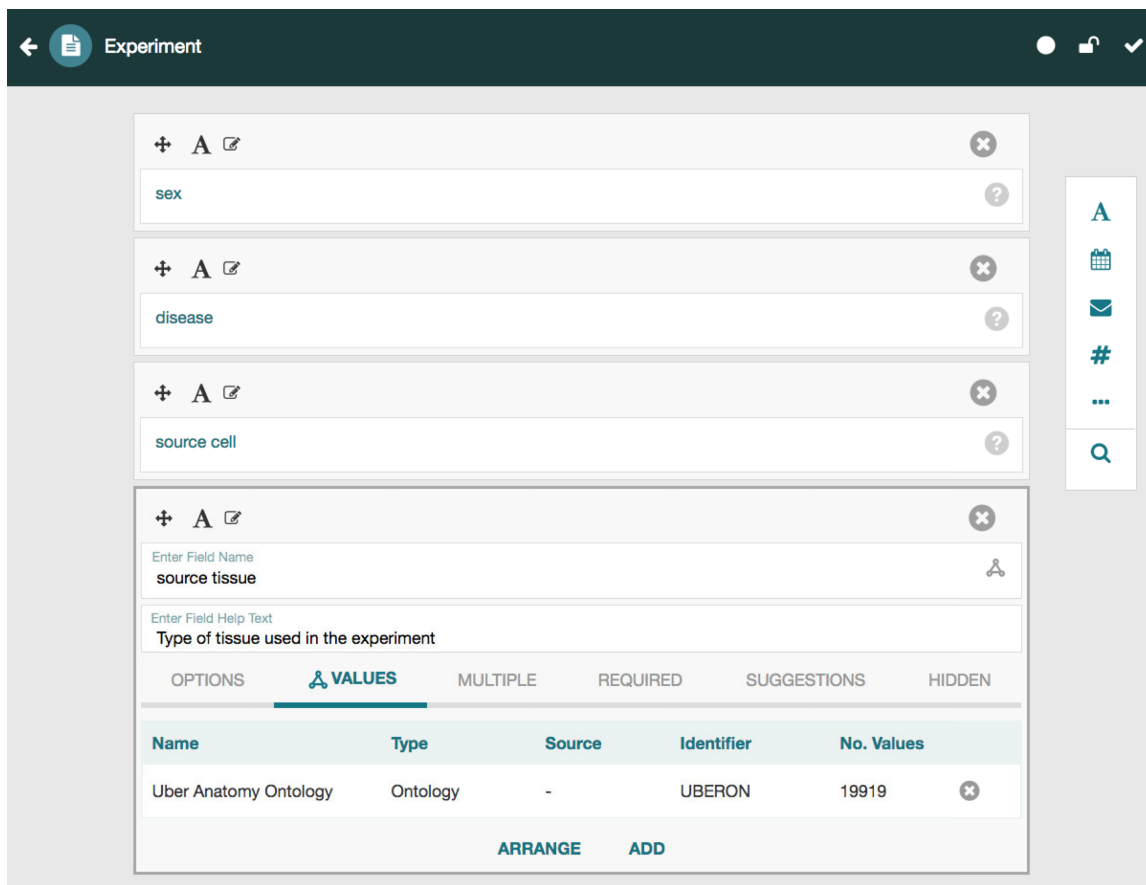 Experiment
sex
disease
source cell
Enter Field Name
source tissue
Enter Field Help Text
Type of tissue used in the experiment
OPTIONS VALUES MULTIPLE REQUIRED SUGGESTIONS HIDDEN
Name Type Source Identifier No. Values
Uber Anatomy Ontology Ontology - UBERON 19919
ARRANGE ADD